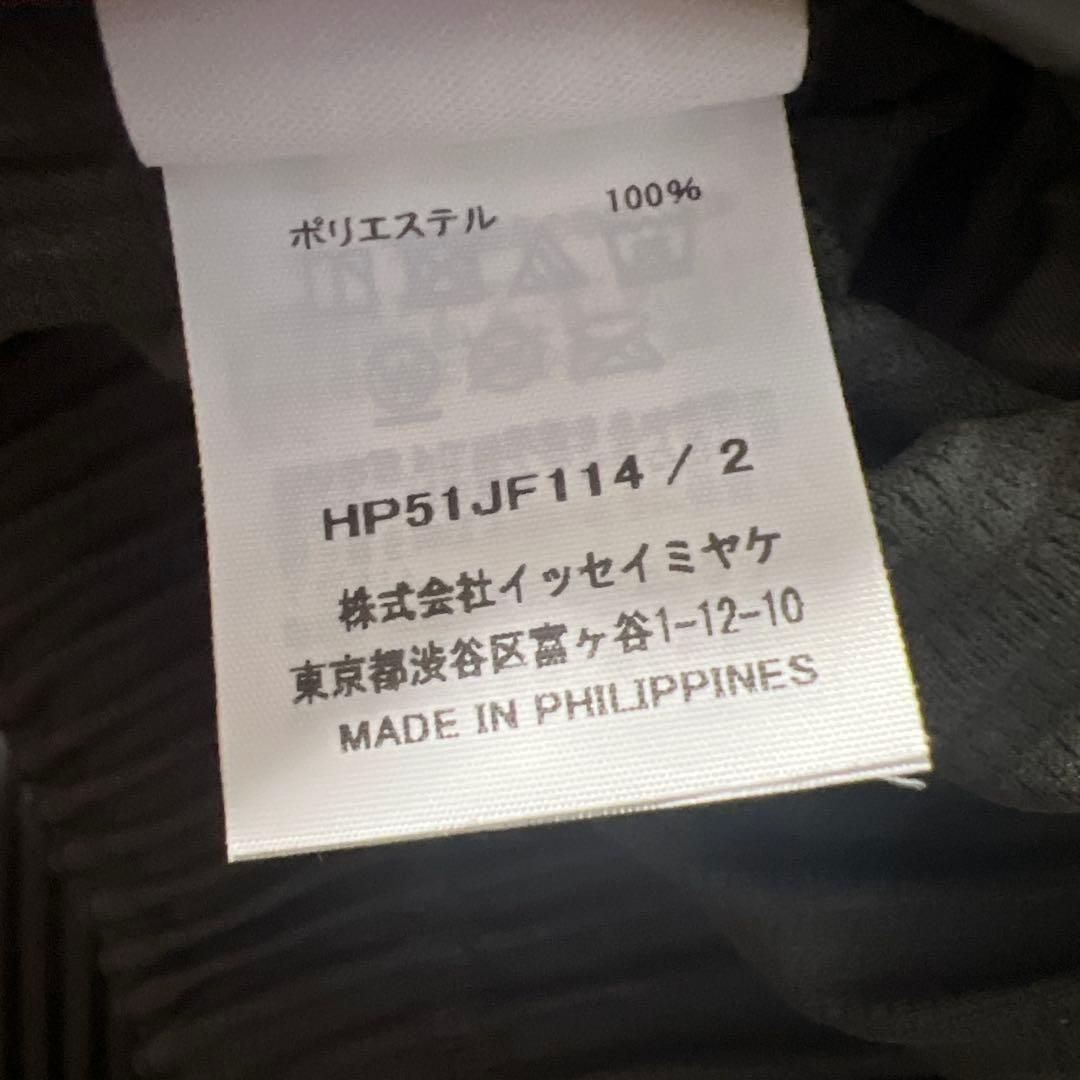 ポリエステル 100%
HP51JF114 / 2
株式会社イッセイミヤケ
東京都渋谷区富ヶ谷1-12-10
MADE IN PHILIPPINES